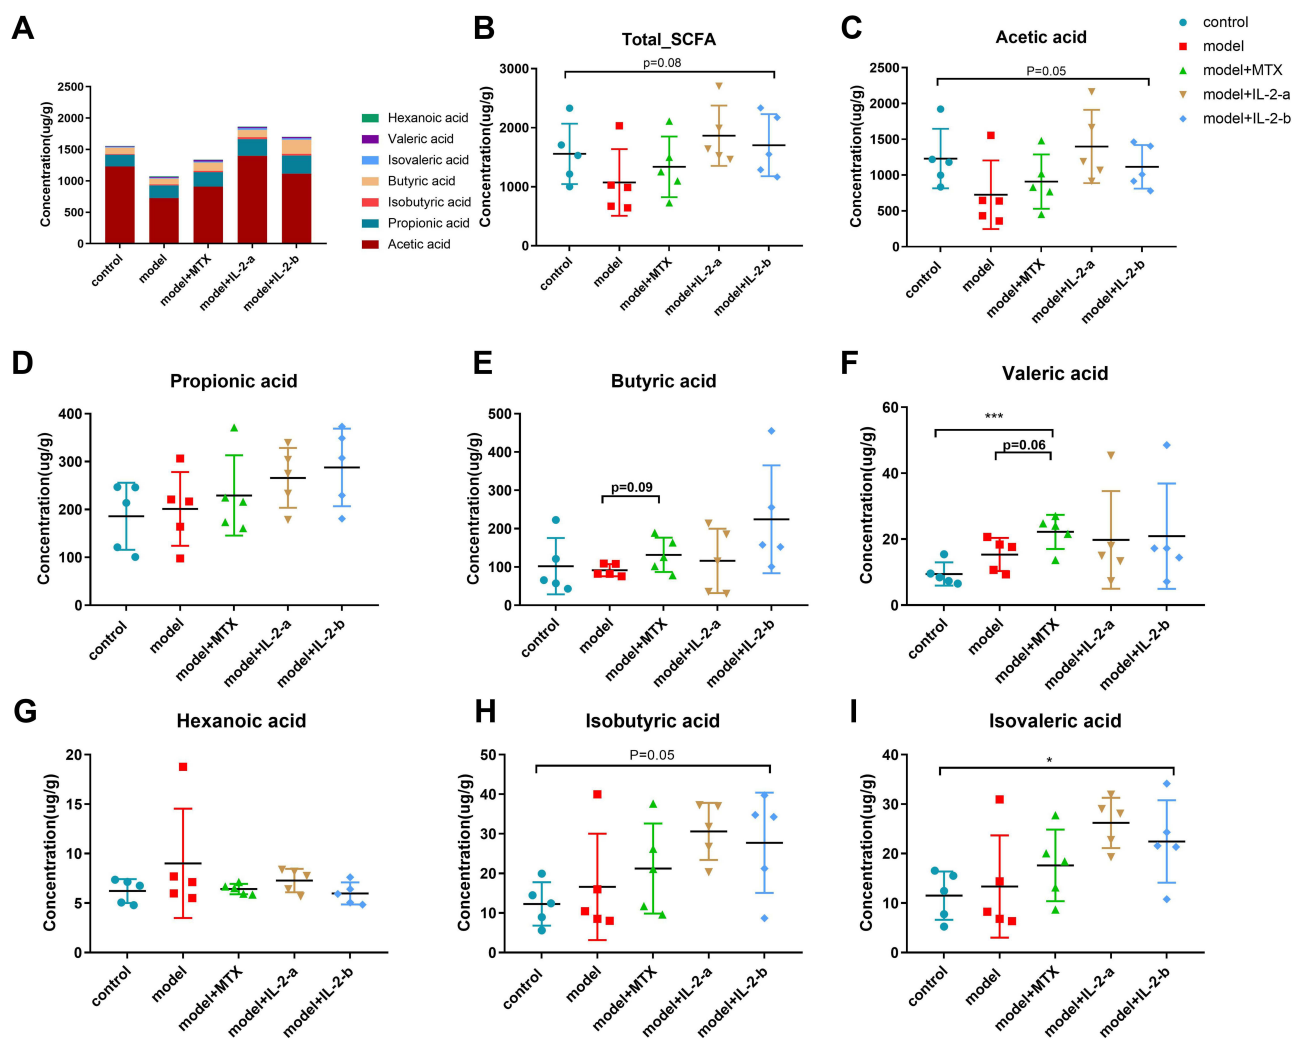 A
Concentration(ug/g)
2500
2000
1500
1000
500
0
control
model
model+MTX
model+IL-2-a
model+IL-2-b
Hexanoic acid
Valeric acid
Isovaleric acid
Butyric acid
Isobutyric acid
Propionic acid
Acetic acid
B
Total_SCFA
p=0.08
Concentration(ug/g)
3000
2000
1000
0
control
model
model+MTX
model+IL-2-a
model+IL-2-b
C
Acetic acid
P=0.05
Concentration(ug/g)
2500
2000
1500
1000
500
0
control
model
model+MTX
model+IL-2-a
model+IL-2-b
control
model
model+MTX
model+IL-2-a
model+IL-2-b
D
Propionic acid
Concentration(ug/g)
400
300
200
100
0
control
model
model+MTX
model+IL-2-a
model+IL-2-b
E
Butyric acid
p=0.09
Concentration(ug/g)
500
400
300
200
100
0
control
model
model+MTX
model+IL-2-a
model+IL-2-b
F
Valeric acid
***
p=0.06
Concentration(ug/g)
60
40
20
0
control
model
model+MTX
model+IL-2-a
model+IL-2-b
G
Hexanoic acid
Concentration(ug/g)
20
15
10
5
0
control
model
model+MTX
model+IL-2-a
model+IL-2-b
H
Isobutyric acid
P=0.05
Concentration(ug/g)
50
40
30
20
10
0
control
model
model+MTX
model+IL-2-a
model+IL-2-b
I
Isovaleric acid
*
Concentration(ug/g)
40
30
20
10
0
control
model
model+MTX
model+IL-2-a
model+IL-2-b